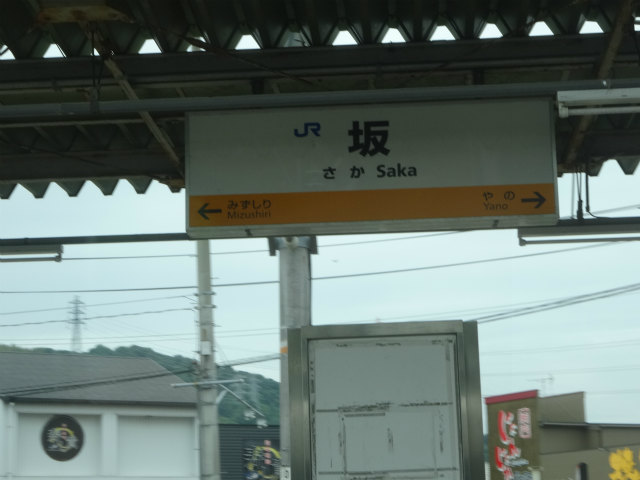 JR 坂
さか Saka
← みずしり やの →
Mizushiri Yano